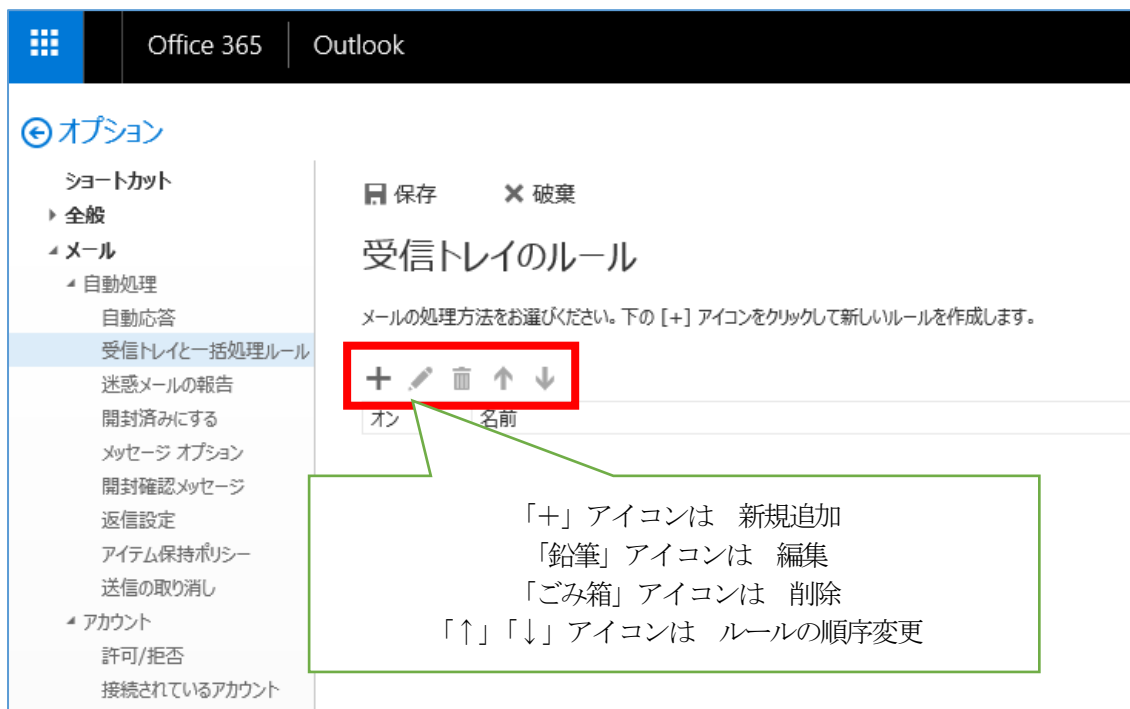 Office 365
Outlook
オプション
ショートカット
全般
メール
自動処理
自動応答
受信トレイと一括処理ルール
迷惑メールの報告
開封済みにする
メッセージ オプション
開封確認メッセージ
返信設定
アイテム保持ポリシー
送信の取り消し
アカウント
許可/拒否
接続されているアカウント
保存 破棄
受信トレイのルール
メールの処理方法をお選びください。下の [+] アイコンをクリックして新しいルールを作成します。
オン 名前
「＋」アイコンは　新規追加
「鉛筆」アイコンは　編集
「ごみ箱」アイコンは　削除
「↑」「↓」アイコンは　ルールの順序変更